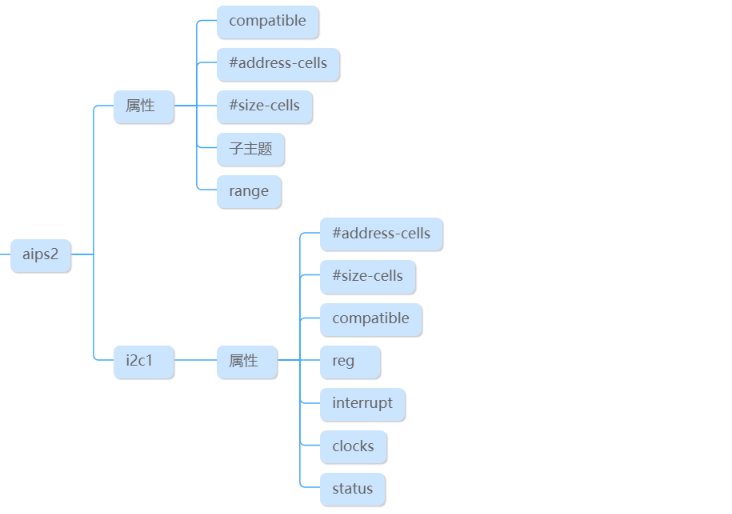 compatible
#address-cells
属性
#size-cells
子主题
range
aips2
#address-cells
#size-cells
compatible
i2c1
属性
reg
interrupt
clocks
status